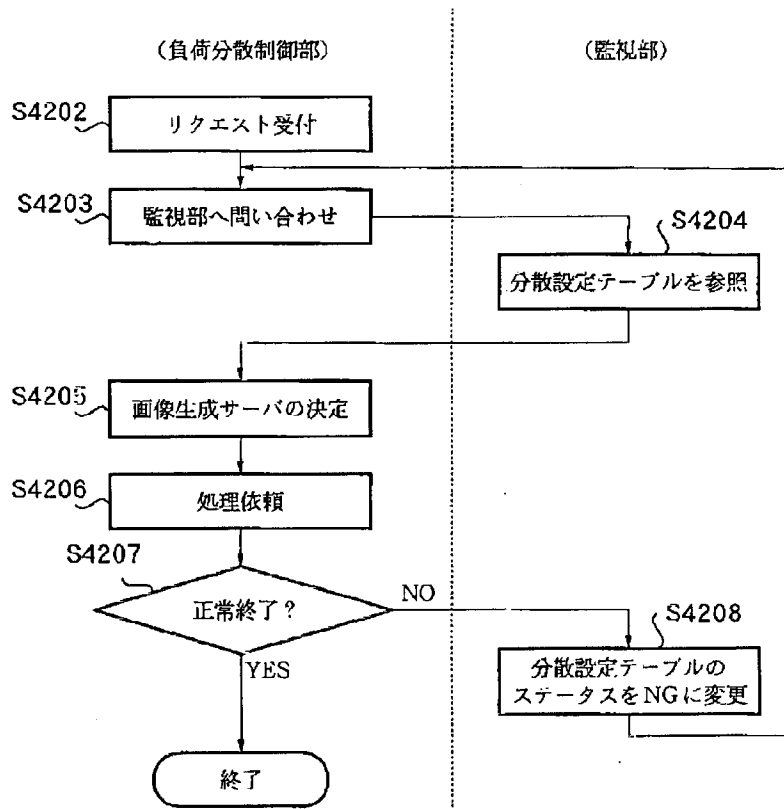 (負荷分散制御部)
(監視部)
S4202
リクエスト受付
S4203
監視部へ問い合わせ
S4204
分散設定テーブルを参照
S4205
画像生成サーバの決定
S4206
処理依頼
S4207
正常終了?
NO
YES
S4208
分散設定テーブルの
ステータスをNGに変更
終了